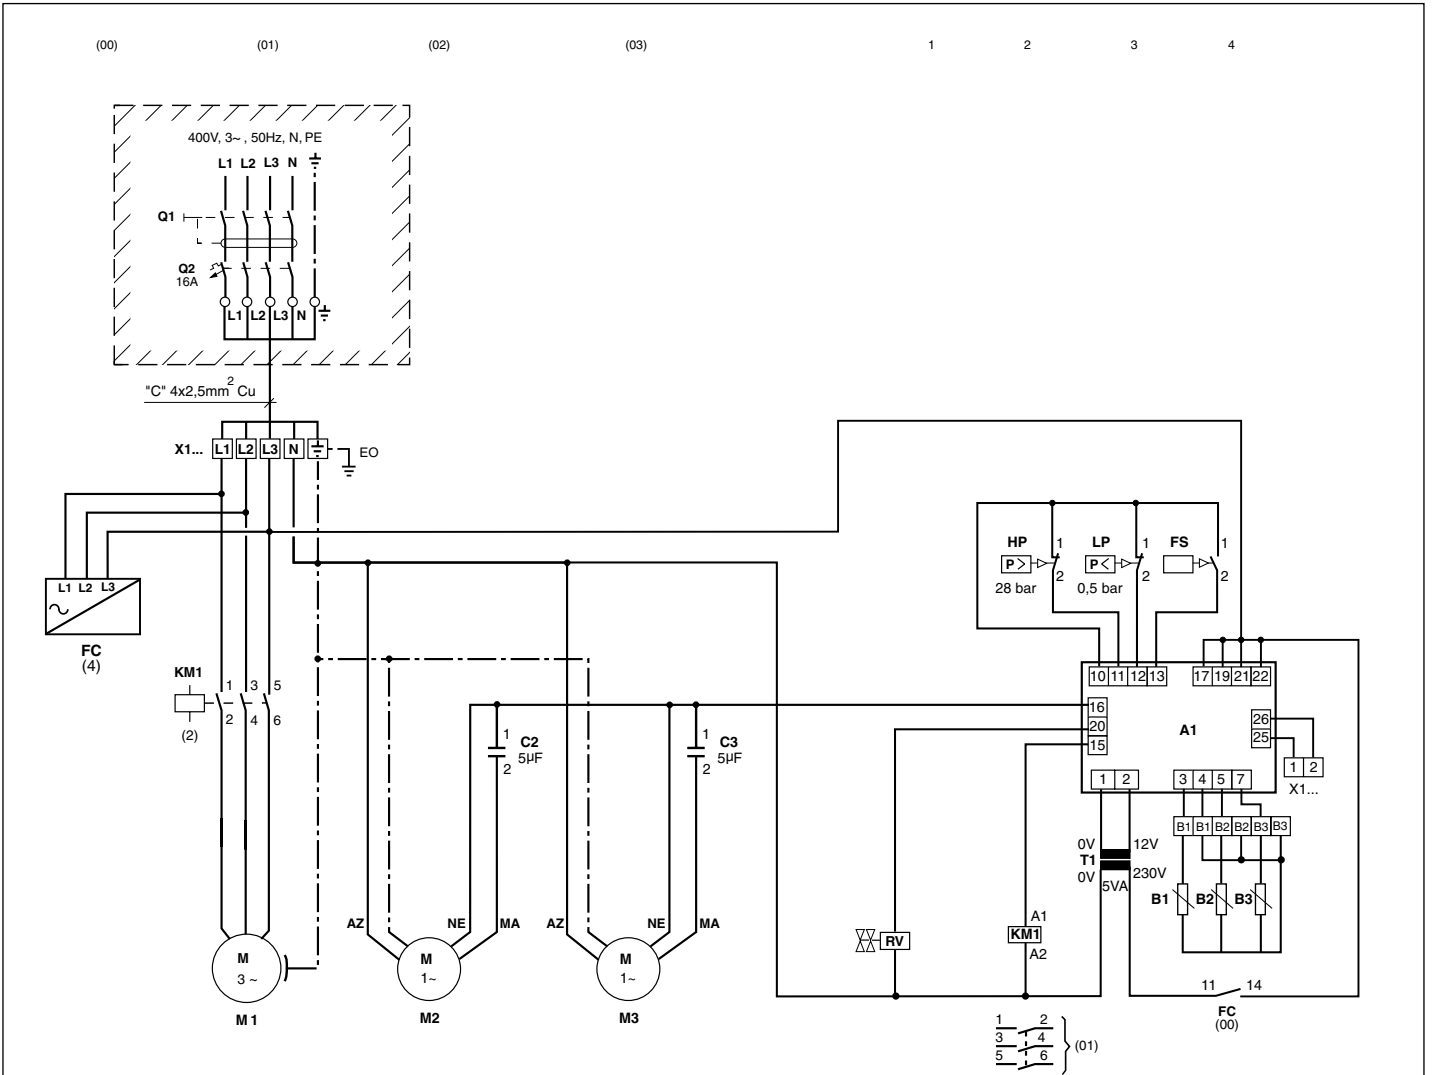 (00) (01) (02) (03) 1 2 3 4
400V, 3~ , 50Hz, N, PE
L1 L2 L3 N
Q1
Q2
16A
L1 L2 L3 N
"C" 4x2,5mm2 Cu
X1... L1 L2 L3 N EO
HP 1 LP 1 FS 1
P> 2 P< 2 2
28 bar 0,5 bar
L1 L2 L3
FC
(4)
KM1
1 3 5
2 4 6
(2)
10 11 12 13 17 19 21 22
16
20
15
A1
26
25
1 2
X1...
1 C2
5µF
2
1 C3
5µF
2
1 2 3 4 5 7
B1 B1 B2 B2 B3 B3
0V 12V
T1
0V 230V
5VA
B1 B2 B3
AZ NE MA AZ NE MA
RV
A1
KM1
A2
M
3 ~
M
1~
M
1~
M 1 M2 M3
11 14
FC
(00)
1 2
3 4
5 6
(01)